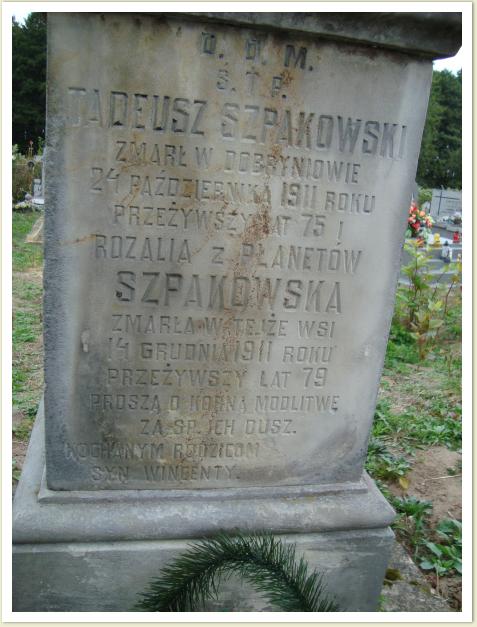 D. O. M.
S. † P.
TADEUSZ SZPAKOWSKI
ZMARŁ W DOBRYNIOWIE
24 PAŹDZIERNIKA 1911 ROKU
PRZEŻYWSZY LAT 75 I
ROZALIA Z PLANETÓW
SZPAKOWSKA
ZMARŁA W TEJŻE WSI
14 GRUDNIA 1911 ROKU
PRZEŻYWSZY LAT 79
PROSZĄ O KORNĄ MODLITWĘ
ZA ŚP. ICH DUSZ.
KOCHANYM RODZICOM
SYN WINCENTY.